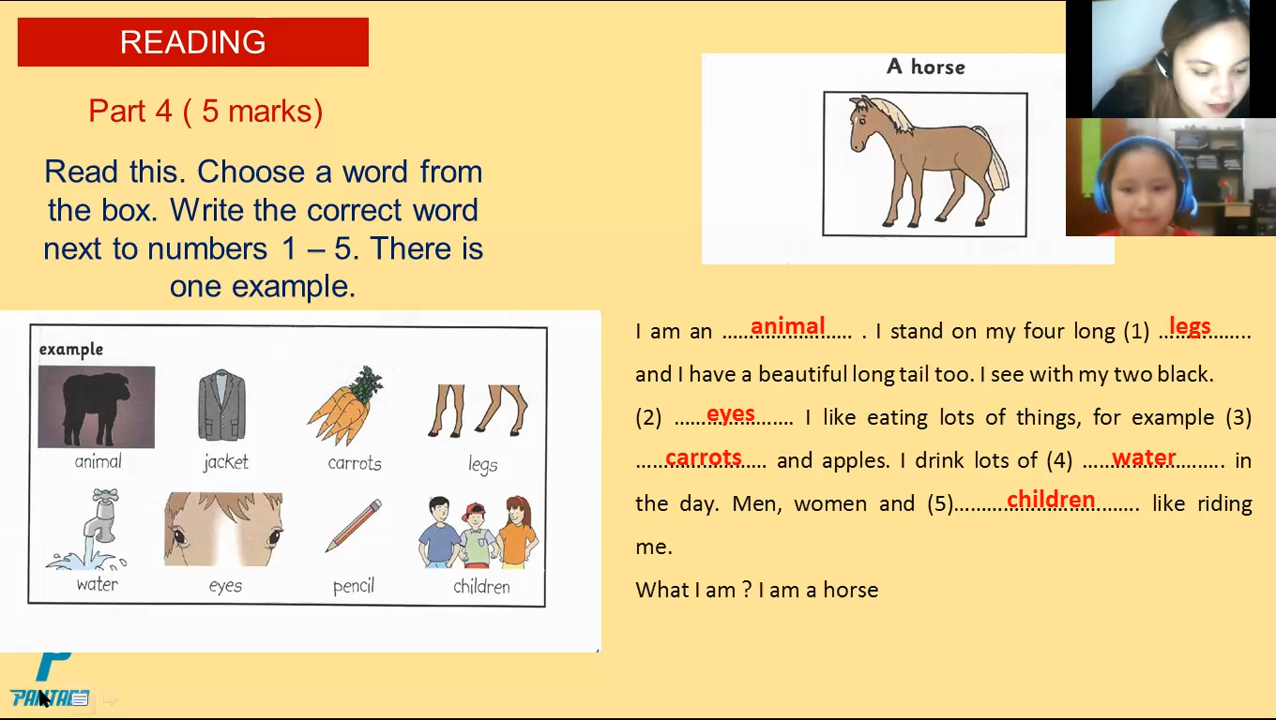 READING
Part 4 ( 5 marks)
Read this. Choose a word from
the box. Write the correct word
next to numbers 1 – 5. There is
one example.
A horse
example
animal jacket carrots legs
water eyes pencil children
I am an ........animal........ . I stand on my four long (1) ...legs.......
and I have a beautiful long tail too. I see with my two black.
(2) ......eyes....... I like eating lots of things, for example (3)
......carrots...... and apples. I drink lots of (4) ......water......... in
the day. Men, women and (5)..........children........ like riding
me.
What I am ? I am a horse
PANTADO